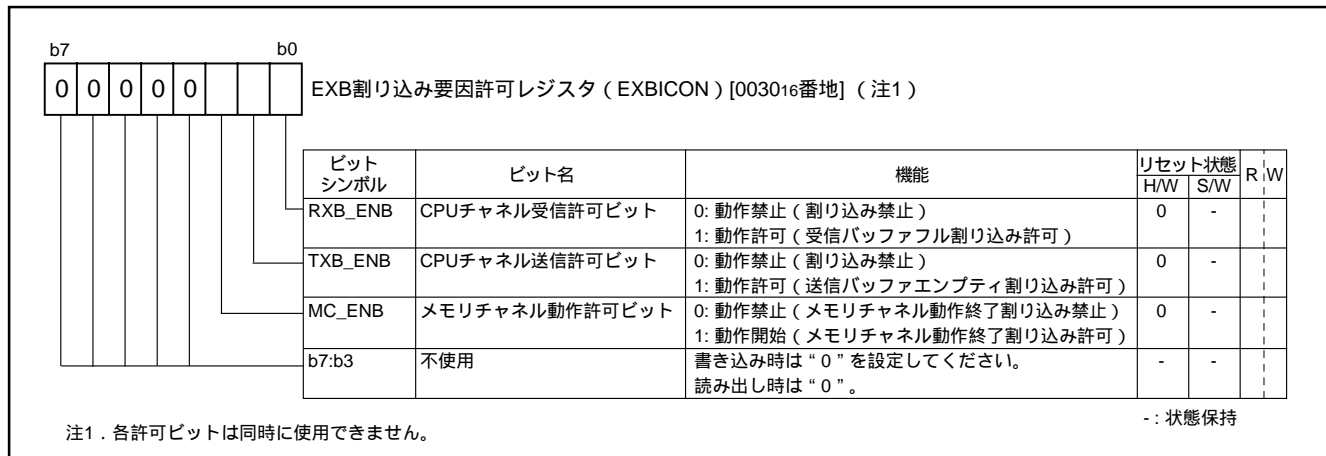 b7 b0
0 0 0 0 0
EXB割り込み要因許可レジスタ（EXBICON）[003016番地]（注1）
ビットシンボル ビット名 機能 リセット状態 H/W S/W R W
RXB_ENB CPUチャネル受信許可ビット 0: 動作禁止（割り込み禁止） 0 -
1: 動作許可（受信バッファフル割り込み許可）
TXB_ENB CPUチャネル送信許可ビット 0: 動作禁止（割り込み禁止） 0 -
1: 動作許可（送信バッファエンプティ割り込み許可）
MC_ENB メモリチャネル動作許可ビット 0: 動作禁止（メモリチャネル動作終了割り込み禁止） 0 -
1: 動作開始（メモリチャネル動作終了割り込み許可）
b7:b3 不使用 書き込み時は“0”を設定してください。 - -
読み出し時は“0”。
- : 状態保持
注1．各許可ビットは同時に使用できません。